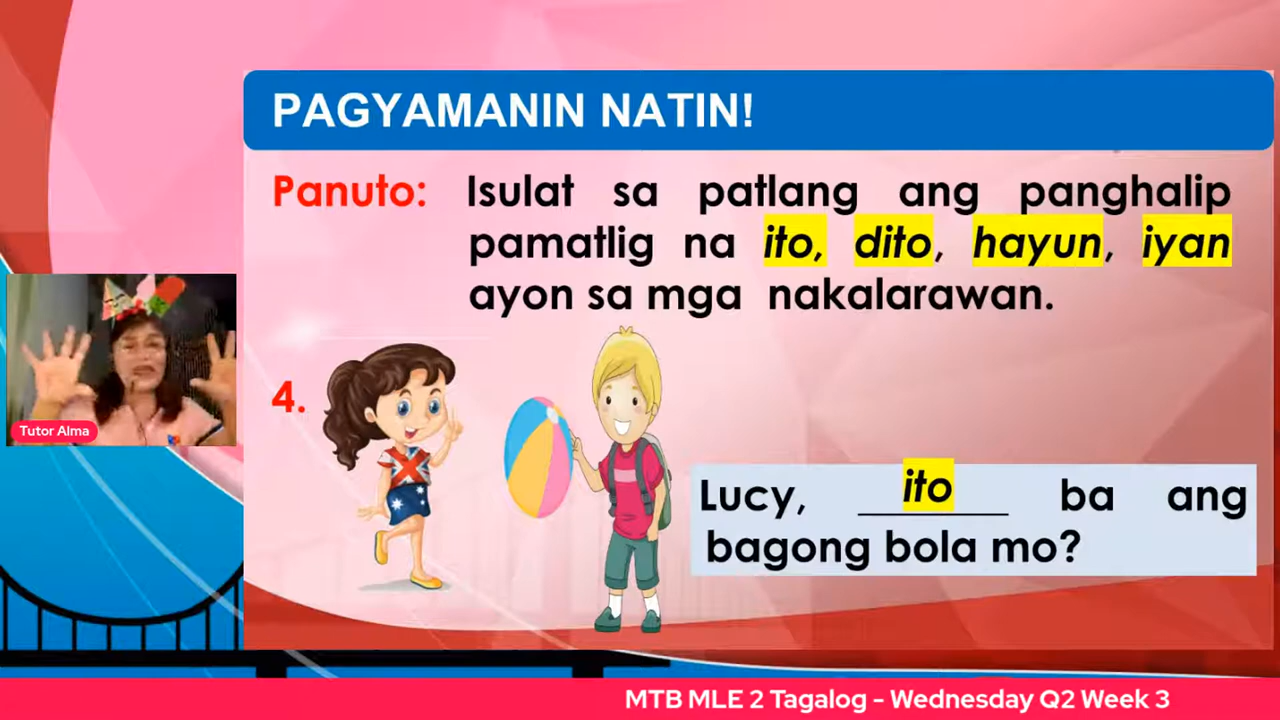 PAGYAMANIN NATIN!
Panuto: Isulat sa patlang ang panghalip
pamatlig na ito, dito, hayun, iyan
ayon sa mga nakalarawan.
4.
Tutor Alma
Lucy, ito ba ang
bagong bola mo?
MTB MLE 2 Tagalog - Wednesday Q2 Week 3